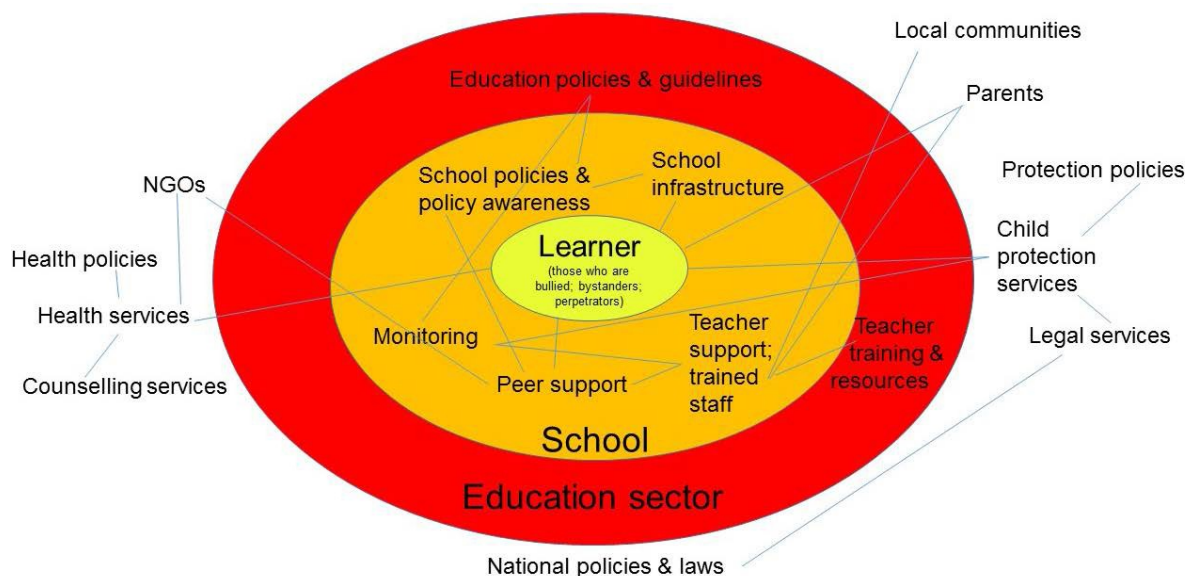 Local communities
Education policies & guidelines
Parents
School policies &
policy awareness
School
infrastructure
Protection policies
NGOs
Learner
(those who are
bullied; bystanders;
perpetrators)
Child
protection
services
Health policies
Health services
Monitoring
Teacher
support;
trained
staff
Teacher
training &
resources
Legal services
Counselling services
Peer support
School
Education sector
National policies & laws